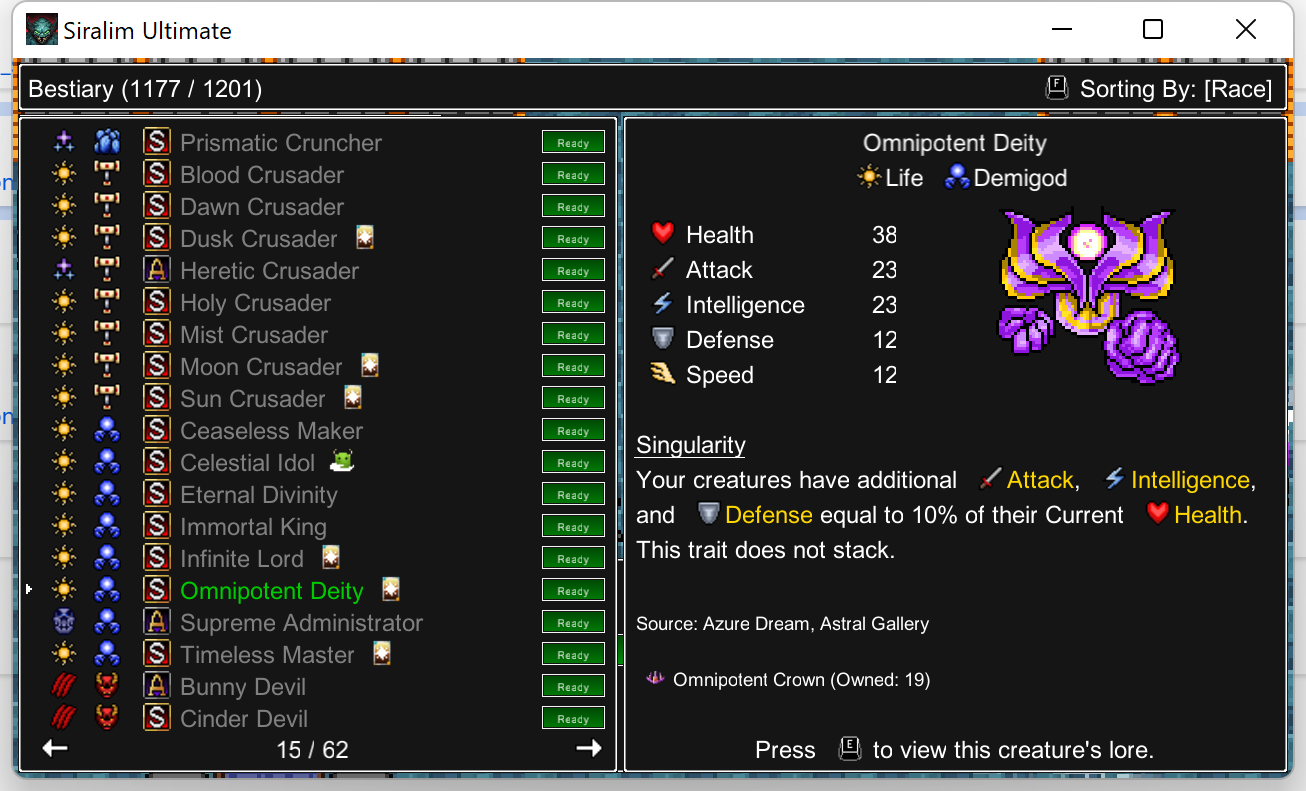 Siralim Ultimate
Bestiary (1177 / 1201)
F Sorting By: [Race]
S Prismatic Cruncher Ready
S Blood Crusader Ready
S Dawn Crusader Ready
S Dusk Crusader Ready
A Heretic Crusader Ready
S Holy Crusader Ready
S Mist Crusader Ready
S Moon Crusader Ready
S Sun Crusader Ready
S Ceaseless Maker Ready
S Celestial Idol Ready
S Eternal Divinity Ready
S Immortal King Ready
S Infinite Lord Ready
S Omnipotent Deity Ready
A Supreme Administrator Ready
S Timeless Master Ready
A Bunny Devil Ready
S Cinder Devil Ready
15 / 62
Omnipotent Deity
Life Demigod
Health 38
Attack 23
Intelligence 23
Defense 12
Speed 12
Singularity
Your creatures have additional Attack, Intelligence,
and Defense equal to 10% of their Current Health.
This trait does not stack.
Source: Azure Dream, Astral Gallery
Omnipotent Crown (Owned: 19)
Press E to view this creature's lore.